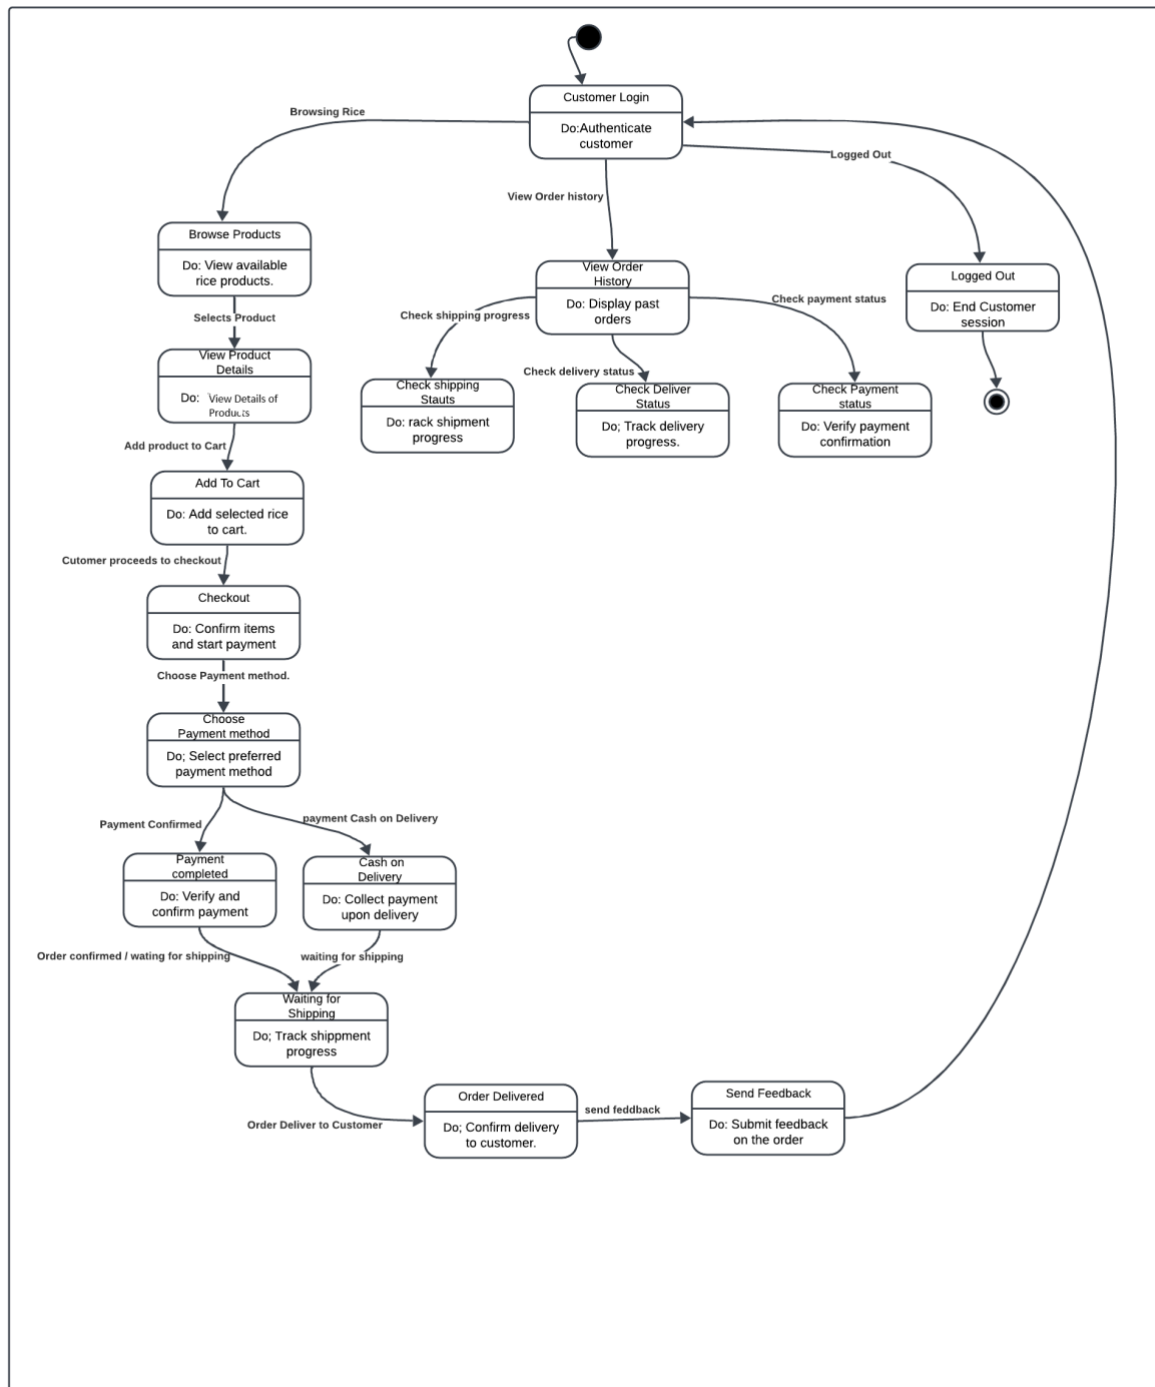 Customer Login
Do:Authenticate
customer
Browsing Rice
Logged Out
View Order history
Browse Products
Do: View available
rice products.
View Order
History
Do: Display past
orders
Logged Out
Do: End Customer
session
Selects Product
Check shipping progress
Check payment status
View Product
Details
Do: View Details of
Products
Check delivery status
Check shipping
Stauts
Do: rack shipment
progress
Check Deliver
Status
Do; Track delivery
progress.
Check Payment
status
Do: Verify payment
confirmation
Add product to Cart
Add To Cart
Do: Add selected rice
to cart.
Cutomer proceeds to checkout
Checkout
Do: Confirm items
and start payment
Choose Payment method.
Choose
Payment method
Do; Select preferred
payment method
Payment Confirmed
payment Cash on Delivery
Payment
completed
Do: Verify and
confirm payment
Cash on
Delivery
Do: Collect payment
upon delivery
Order confirmed / wating for shipping
waiting for shipping
Waiting for
Shipping
Do; Track shippment
progress
Order Deliver to Customer
Order Delivered
Do; Confirm delivery
to customer.
send feddback
Send Feedback
Do: Submit feedback
on the order